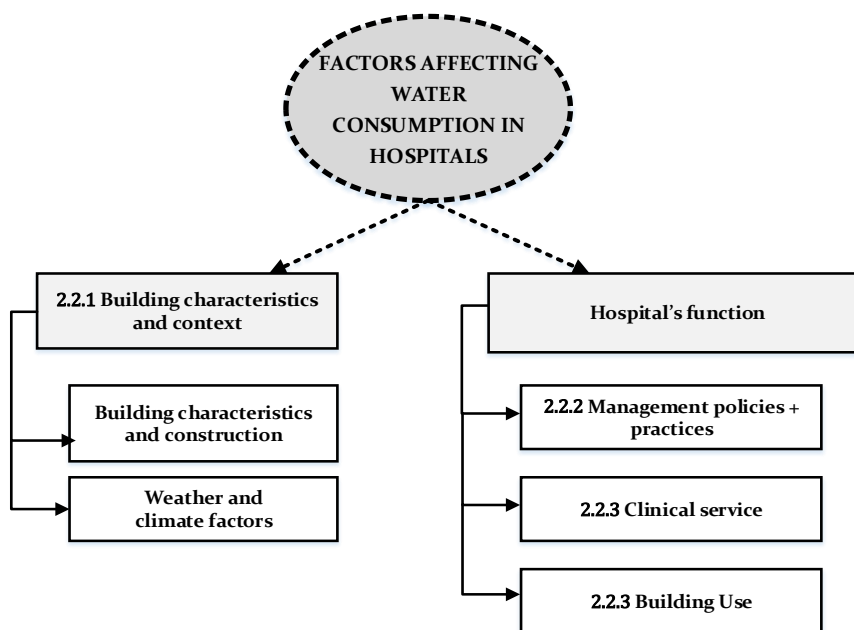 FACTORS AFFECTING
WATER
CONSUMPTION IN
HOSPITALS
2.2.1 Building characteristics
and context
Building characteristics
and construction
Weather and
climate factors
Hospital’s function
2.2.2 Management policies +
practices
2.2.3 Clinical service
2.2.3 Building Use